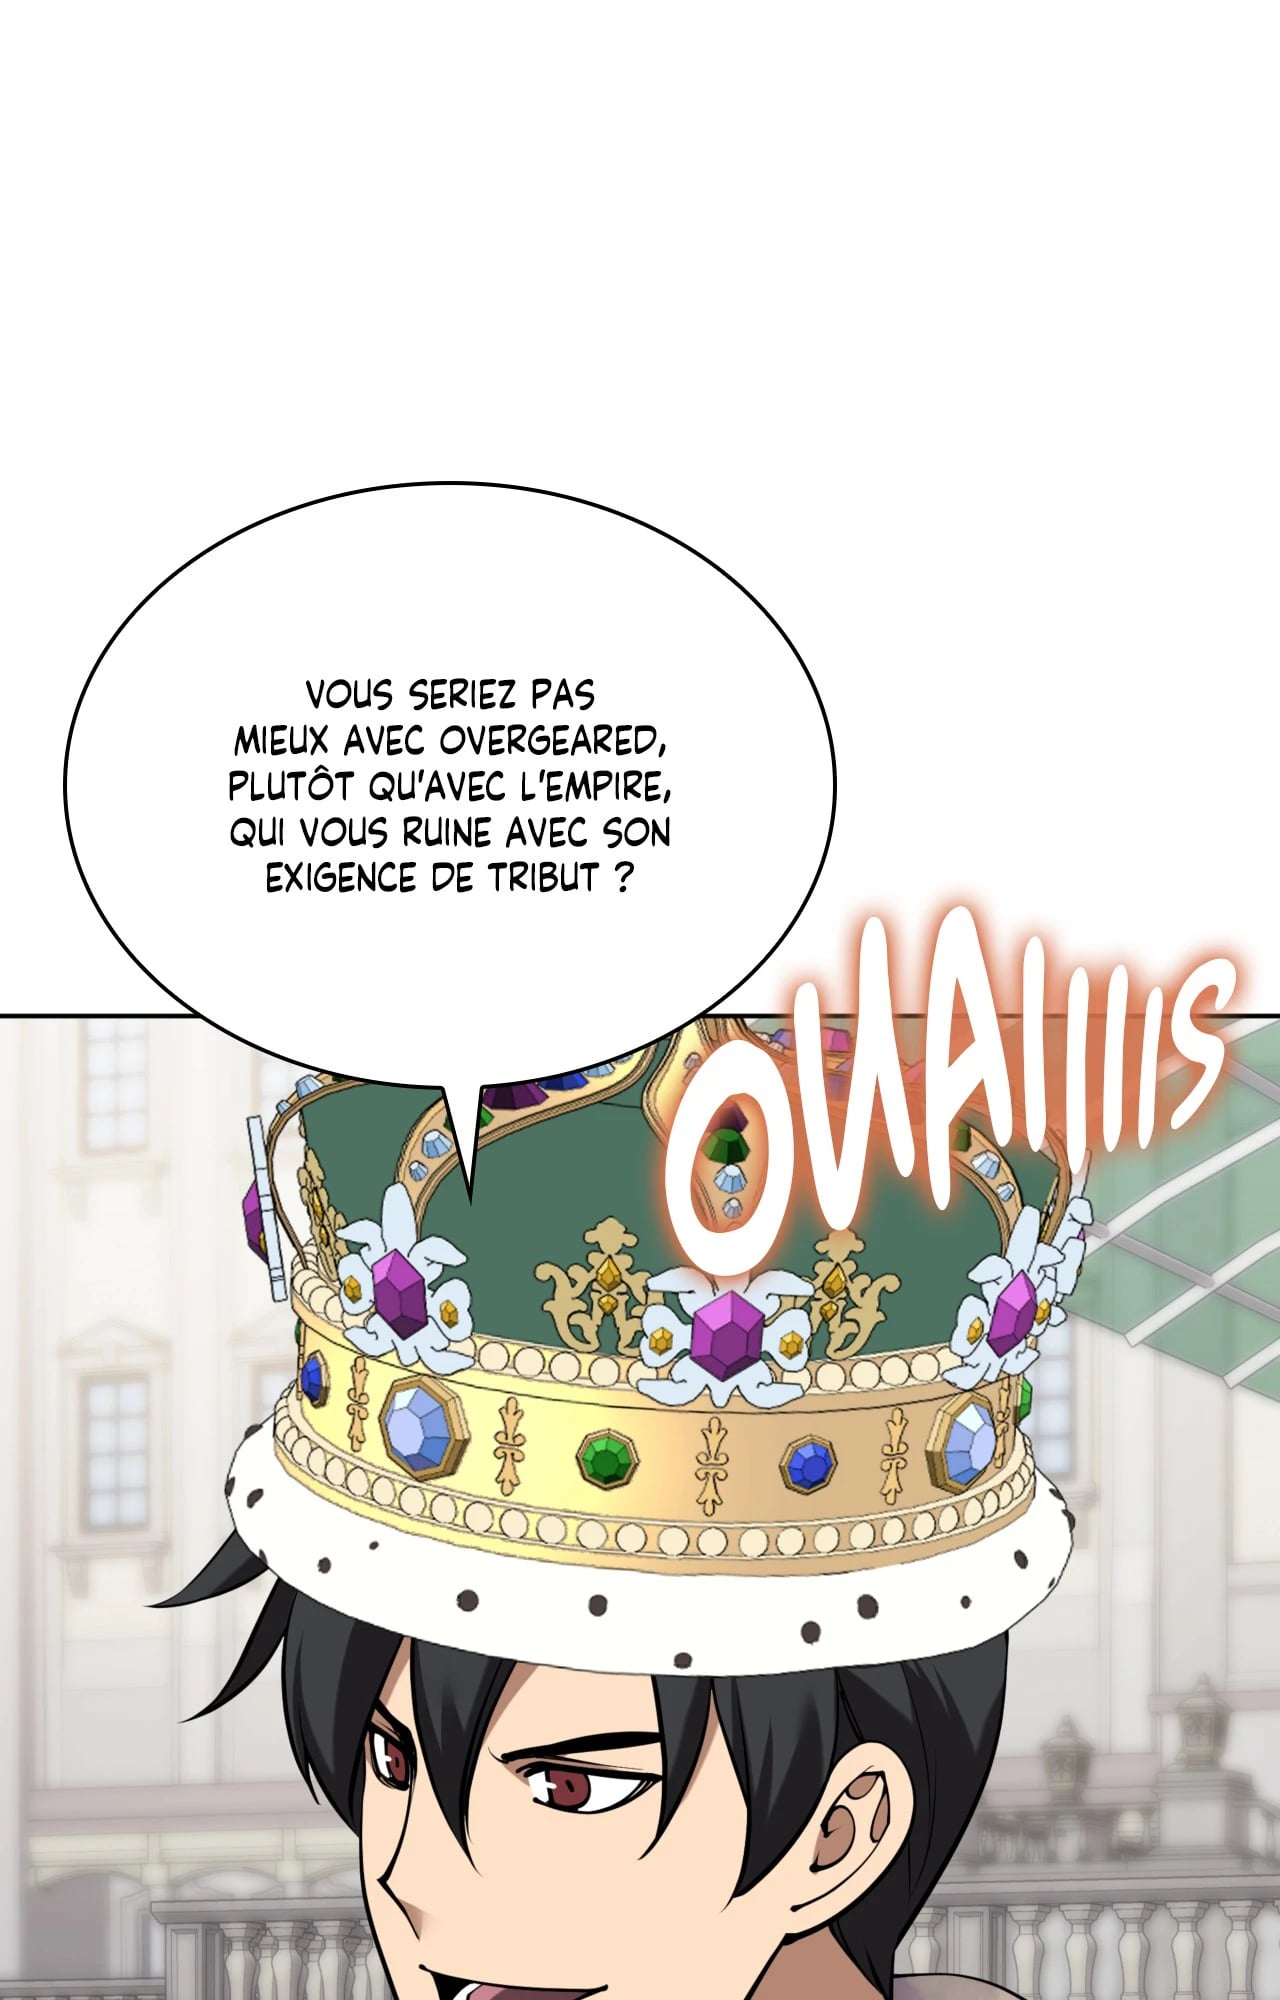 VOUS SERIEZ PAS
MIEUX AVEC OVERGEARED,
PLUTÔT QU'AVEC L'EMPIRE,
QUI VOUS RUINE AVEC SON
EXIGENCE DE TRIBUT ?
OUAIIIIS